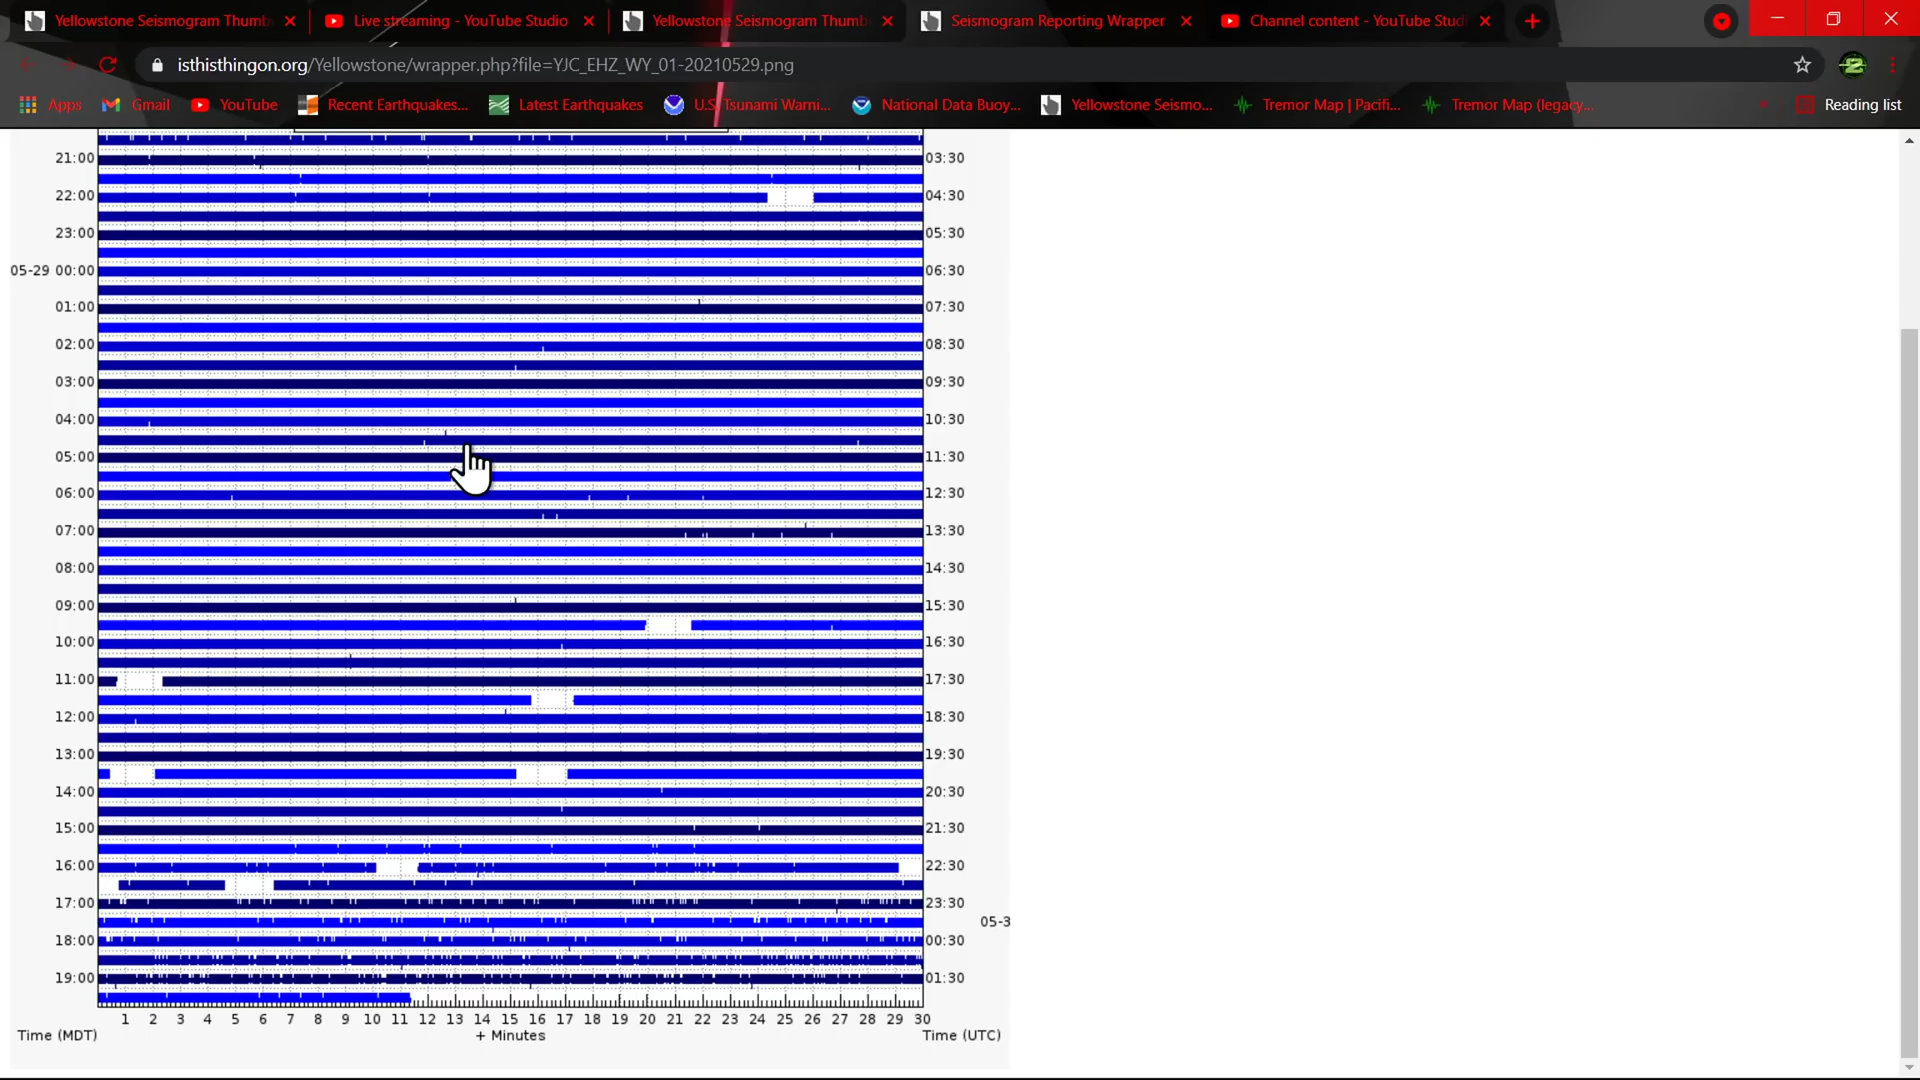 Yellowstone Seismogram Thumb
Live streaming - YouTube Studio
Yellowstone Seismogram Thumb
Seismogram Reporting Wrapper
Channel content - YouTube Stud
isthisthingon.org/Yellowstone/wrapper.php?file=YJC_EHZ_WY_01-20210529.png
Apps Gmail YouTube Recent Earthquakes... Latest Earthquakes U.S. Tsunami Warni... National Data Buoy... Yellowstone Seismo... Tremor Map | Pacifi... Tremor Map (legacy... Reading list
21:00 03:30
22:00 04:30
23:00 05:30
05-29 00:00 06:30
01:00 07:30
02:00 08:30
03:00 09:30
04:00 10:30
05:00 11:30
06:00 12:30
07:00 13:30
08:00 14:30
09:00 15:30
10:00 16:30
11:00 17:30
12:00 18:30
13:00 19:30
14:00 20:30
15:00 21:30
16:00 22:30
17:00 23:30
05-3
18:00 00:30
19:00 01:30
1 2 3 4 5 6 7 8 9 10 11 12 13 14 15 16 17 18 19 20 21 22 23 24 25 26 27 28 29 30
Time (MDT) + Minutes Time (UTC)